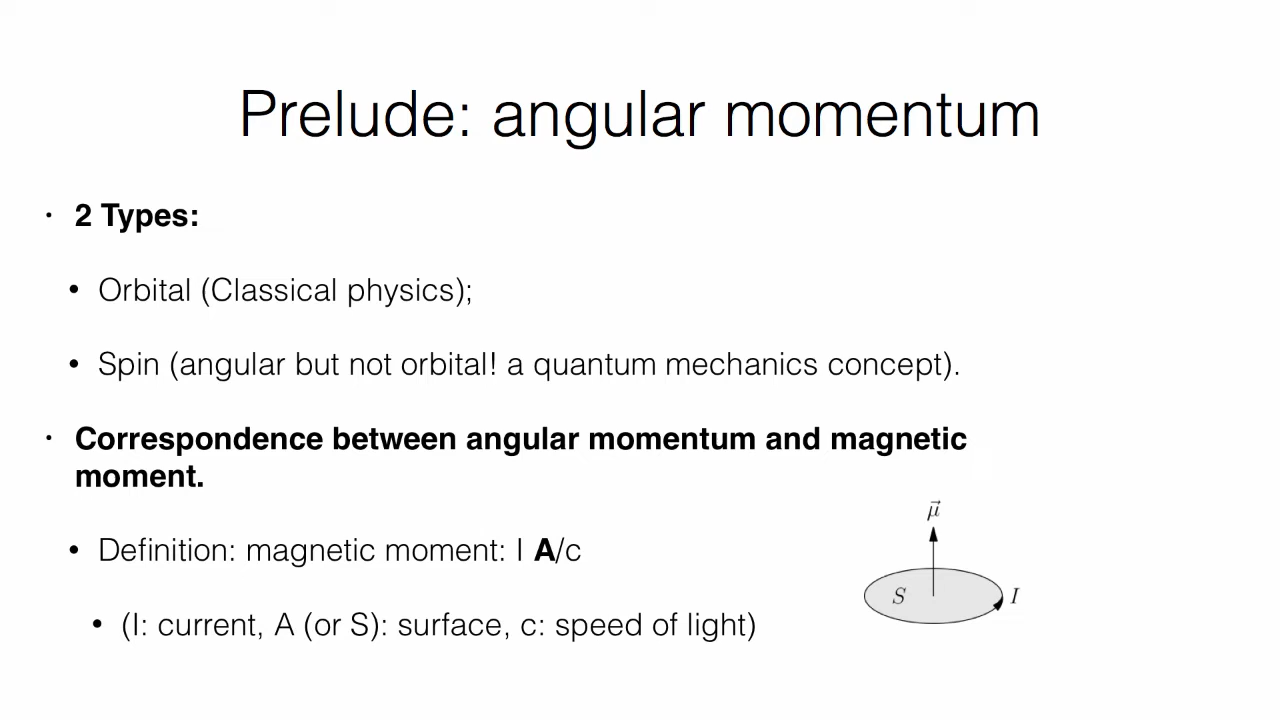 Prelude: angular momentum
• 2 Types:
• Orbital (Classical physics);
• Spin (angular but not orbital! a quantum mechanics concept).
• Correspondence between angular momentum and magnetic
moment.
• Definition: magnetic moment: I A/c
• (I: current, A (or S): surface, c: speed of light)
μ⃗
S
I